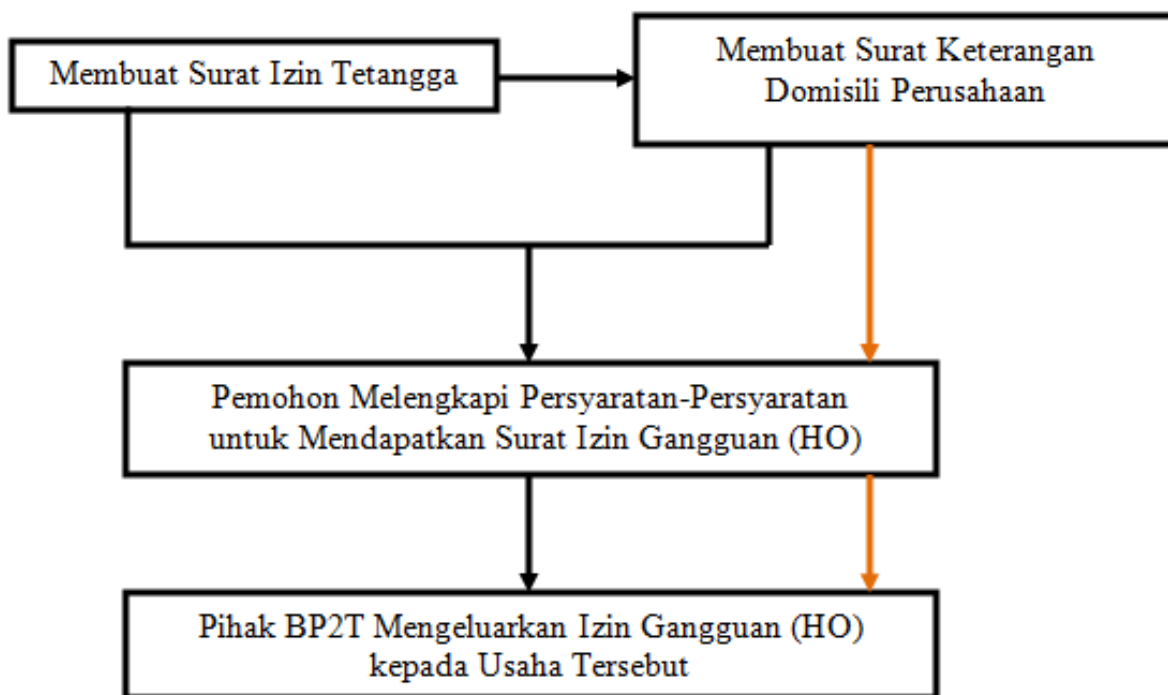 Membuat Surat Izin Tetangga
Membuat Surat Keterangan
Domisili Perusahaan
Pemohon Melengkapi Persyaratan-Persyaratan
untuk Mendapatkan Surat Izin Gangguan (HO)
Pihak BP2T Mengeluarkan Izin Gangguan (HO)
kepada Usaha Tersebut